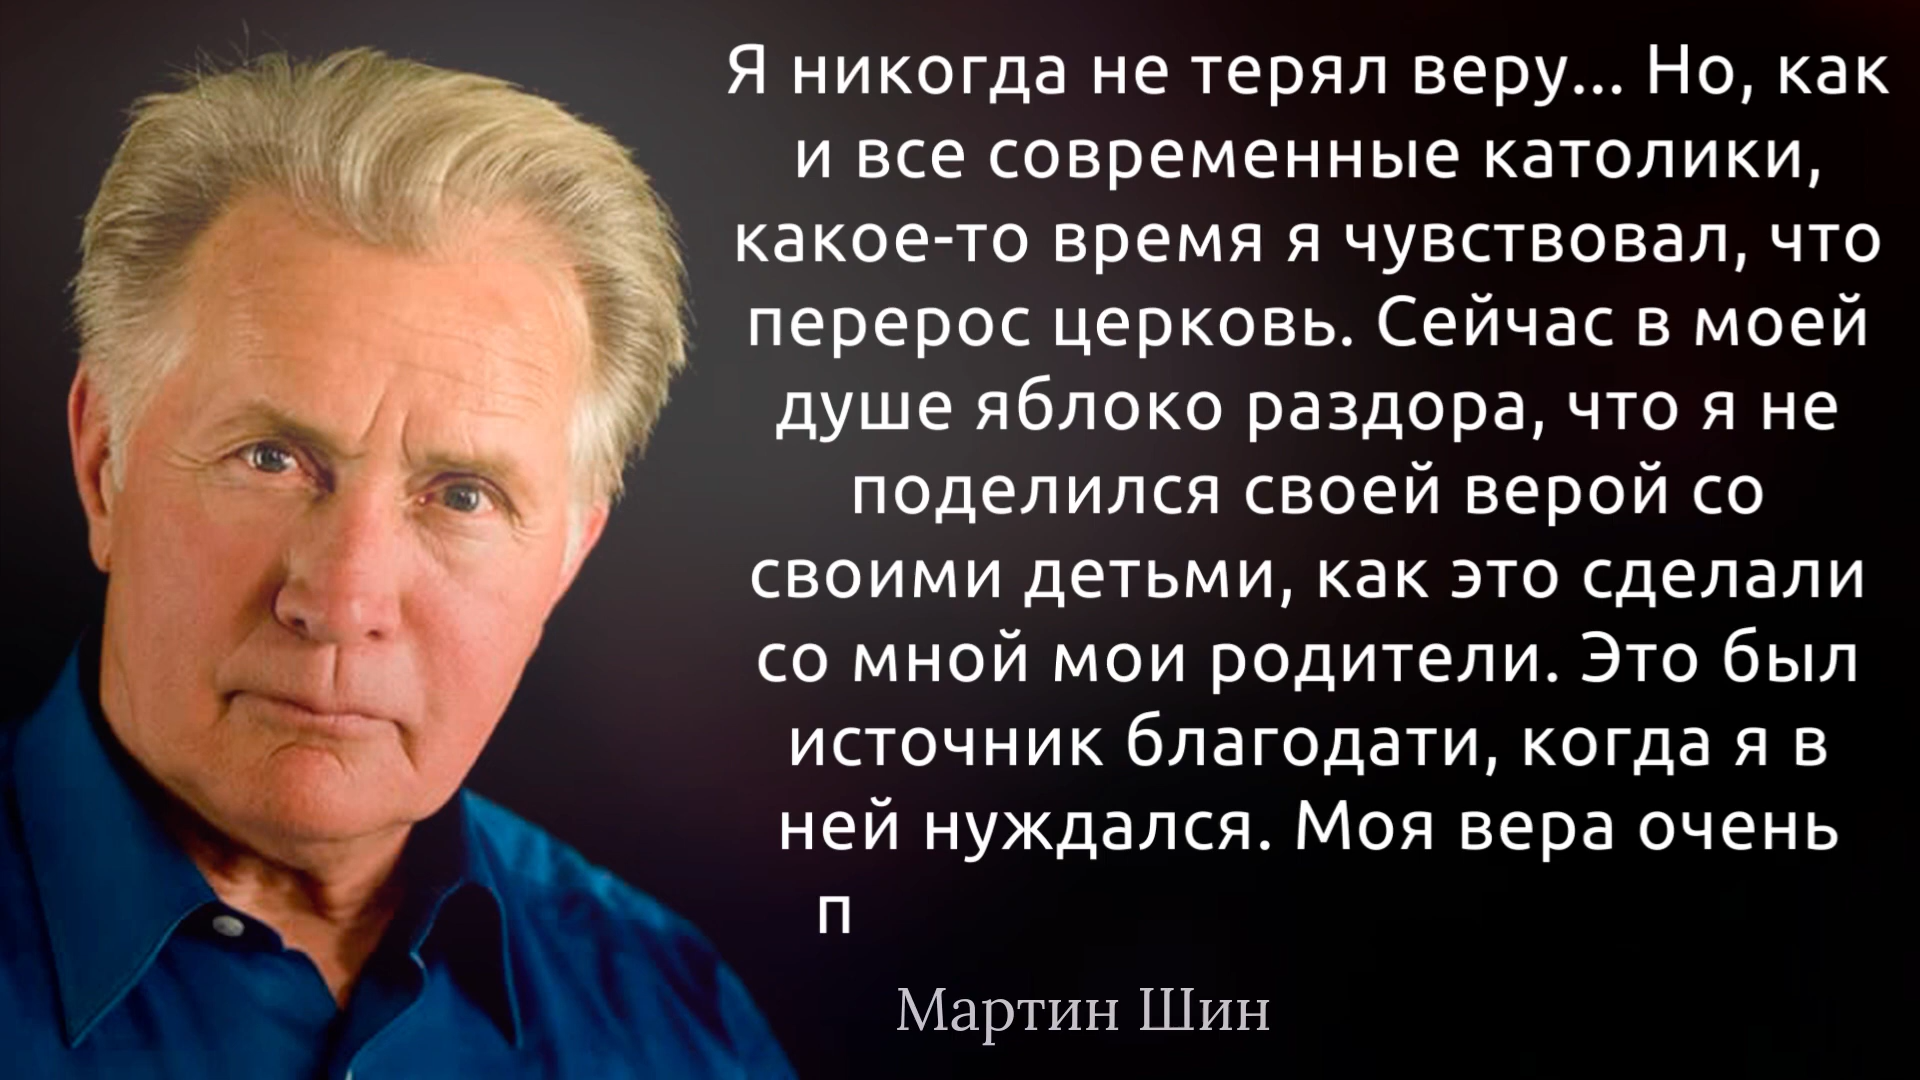 Я никогда не терял веру... Но, как
и все современные католики,
какое-то время я чувствовал, что
перерос церковь. Сейчас в моей
душе яблоко раздора, что я не
поделился своей верой со
своими детьми, как это сделали
со мной мои родители. Это был
источник благодати, когда я в
ней нуждался. Моя вера очень
п
Мартин Шин